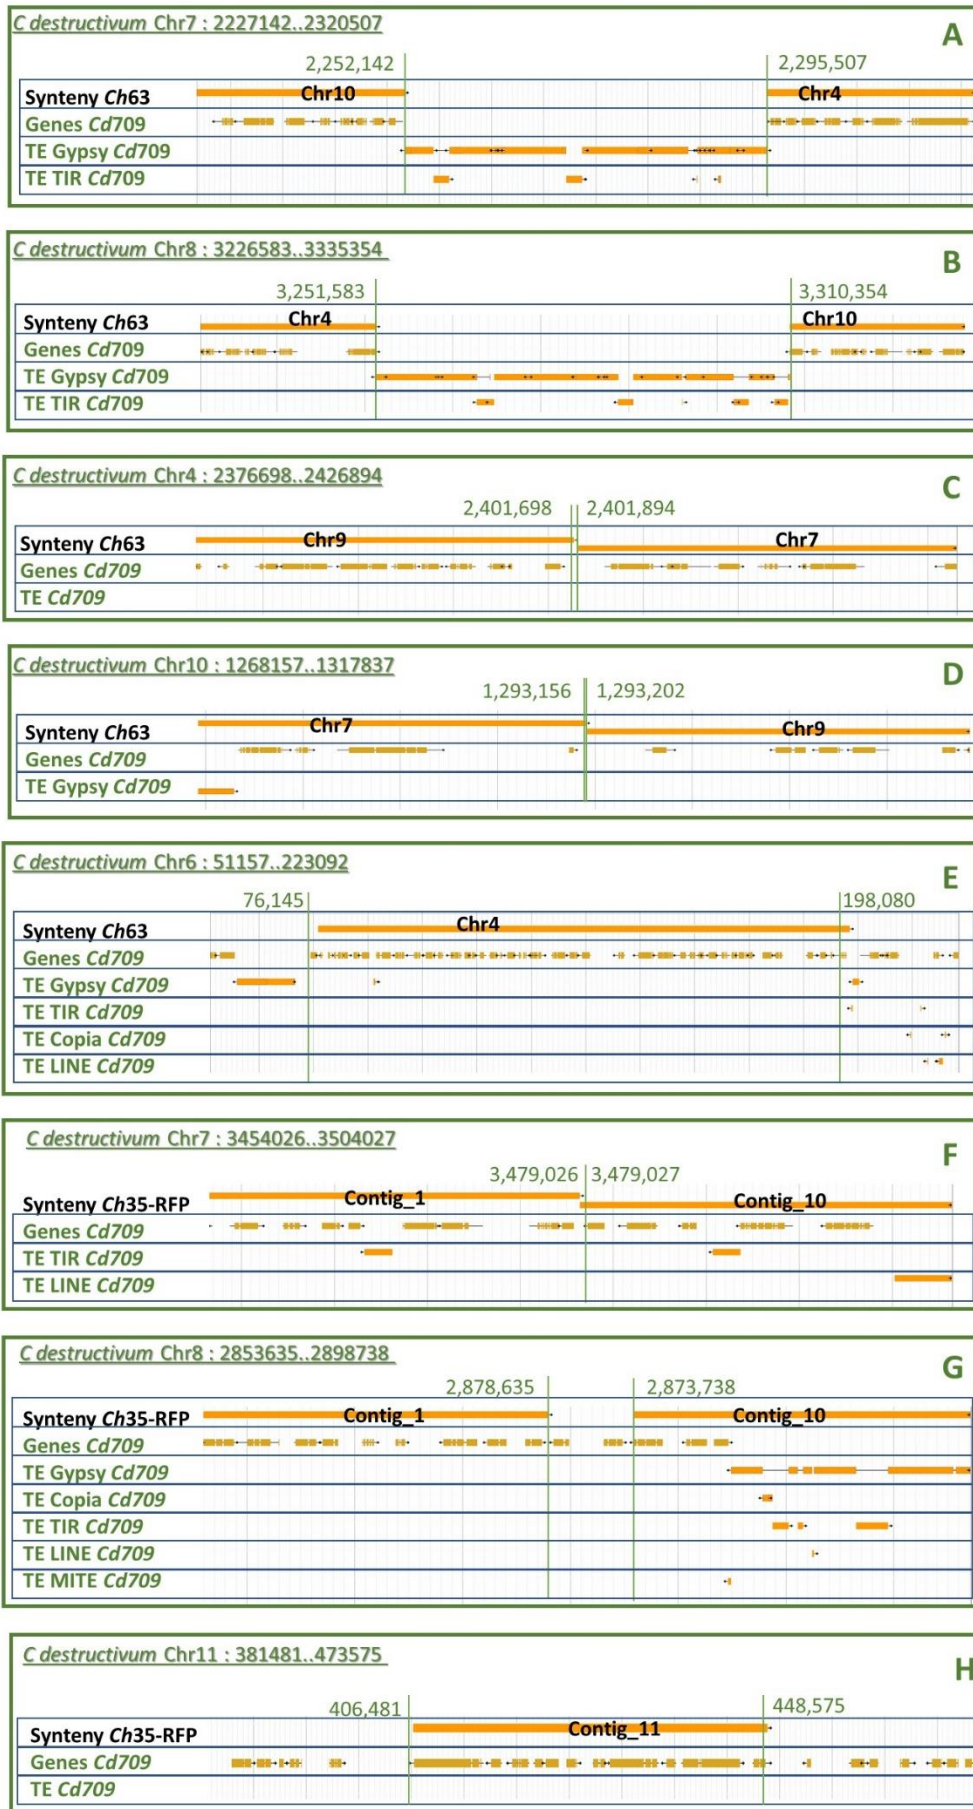 C destructivum Chr7 : 2227142..2320507
A
2,252,142 2,295,507
Synteny Ch63 Chr10 Chr4
Genes Cd709
TE Gypsy Cd709
TE TIR Cd709
C destructivum Chr8 : 3226583..3335354
B
3,251,583 3,310,354
Synteny Ch63 Chr4 Chr10
Genes Cd709
TE Gypsy Cd709
TE TIR Cd709
C destructivum Chr4 : 2376698..2426894
C
2,401,698 2,401,894
Synteny Ch63 Chr9 Chr7
Genes Cd709
TE Cd709
C destructivum Chr10 : 1268157..1317837
D
1,293,156 1,293,202
Synteny Ch63 Chr7 Chr9
Genes Cd709
TE Gypsy Cd709
C destructivum Chr6 : 51157..223092
E
76,145 198,080
Synteny Ch63 Chr4
Genes Cd709
TE Gypsy Cd709
TE TIR Cd709
TE Copia Cd709
TE LINE Cd709
C destructivum Chr7 : 3454026..3504027
F
3,479,026 3,479,027
Synteny Ch35-RFP Contig_1 Contig_10
Genes Cd709
TE TIR Cd709
TE LINE Cd709
C destructivum Chr8 : 2853635..2898738
G
2,878,635 2,873,738
Synteny Ch35-RFP Contig_1 Contig_10
Genes Cd709
TE Gypsy Cd709
TE Copia Cd709
TE TIR Cd709
TE LINE Cd709
TE MITE Cd709
C destructivum Chr11 : 381481..473575
H
406,481 448,575
Synteny Ch35-RFP Contig_11
Genes Cd709
TE Cd709